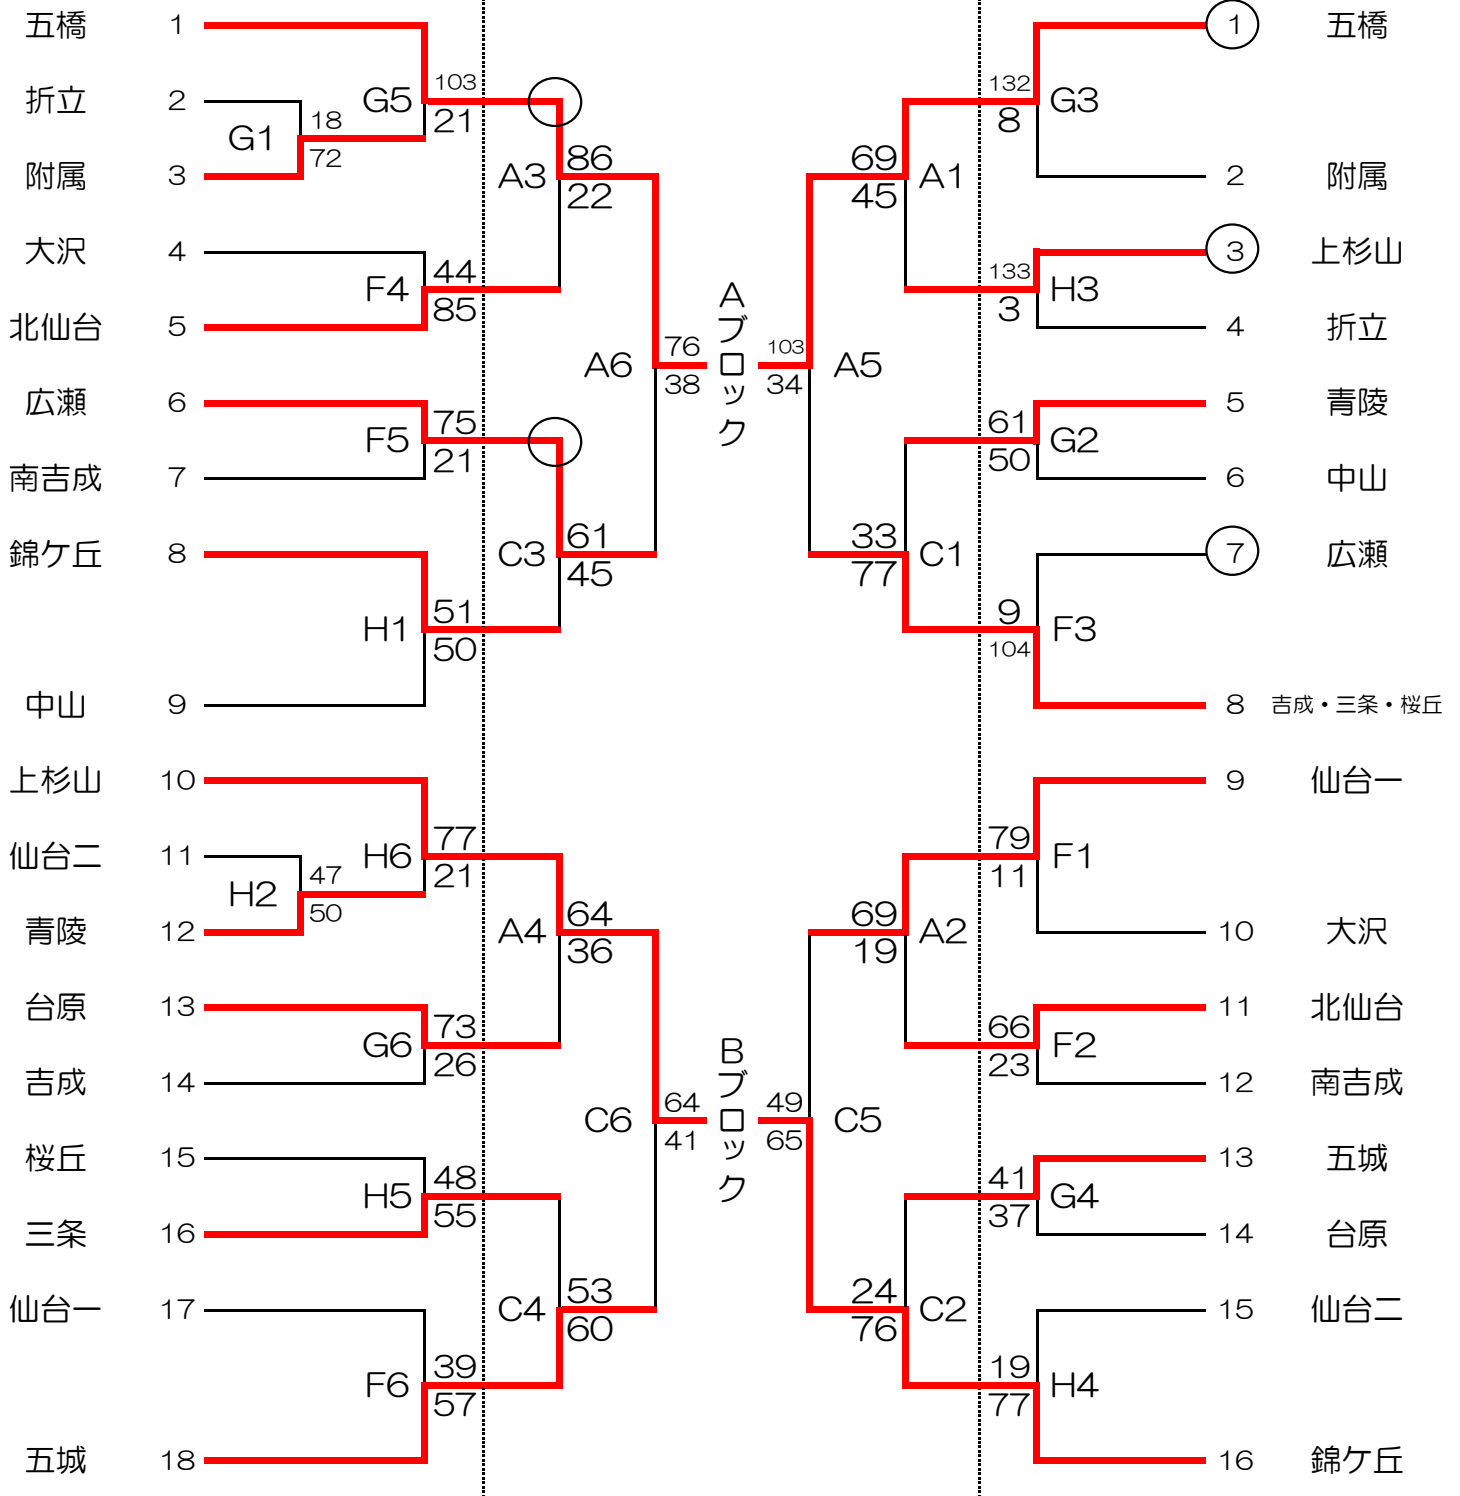 五橋 1
折立 2
附属 3
大沢 4
北仙台 5
広瀬 6
南吉成 7
錦ケ丘 8
中山 9
上杉山 10
仙台二 11
青陵 12
台原 13
吉成 14
桜丘 15
三条 16
仙台一 17
五城 18
G1
18
72
H2
47
50
G5
103
21
F4
44
85
F5
75
21
H1
51
50
H6
77
21
G6
73
26
H5
48
55
F6
39
57
A3
86
22
C3
61
45
A4
64
36
C4
53
60
A6
76
38
C6
64
41
Aブロック
Bブロック
103
34
A5
49
65
C5
69
45
A1
33
77
C1
69
19
A2
24
76
C2
132
8
G3
133
3
H3
61
50
G2
9
104
F3
79
11
F1
66
23
F2
41
37
G4
19
77
H4
1 五橋
2 附属
3 上杉山
4 折立
5 青陵
6 中山
7 広瀬
8 吉成・三条・桜丘
9 仙台一
10 大沢
11 北仙台
12 南吉成
13 五城
14 台原
15 仙台二
16 錦ケ丘